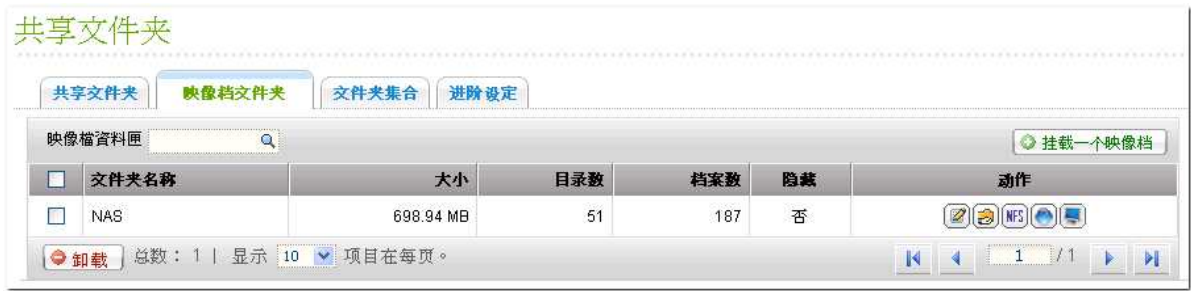 共享文件夹
共享文件夹 映像档文件夹 文件夹集合 进阶设定
映像檔資料匣 挂载一个映像档
文件夹名称 大小 目录数 档案数 隐藏 动作
NAS 698.94 MB 51 187 否 NFS
卸载 总数：1 | 显示 10 项目在每页。 1 / 1